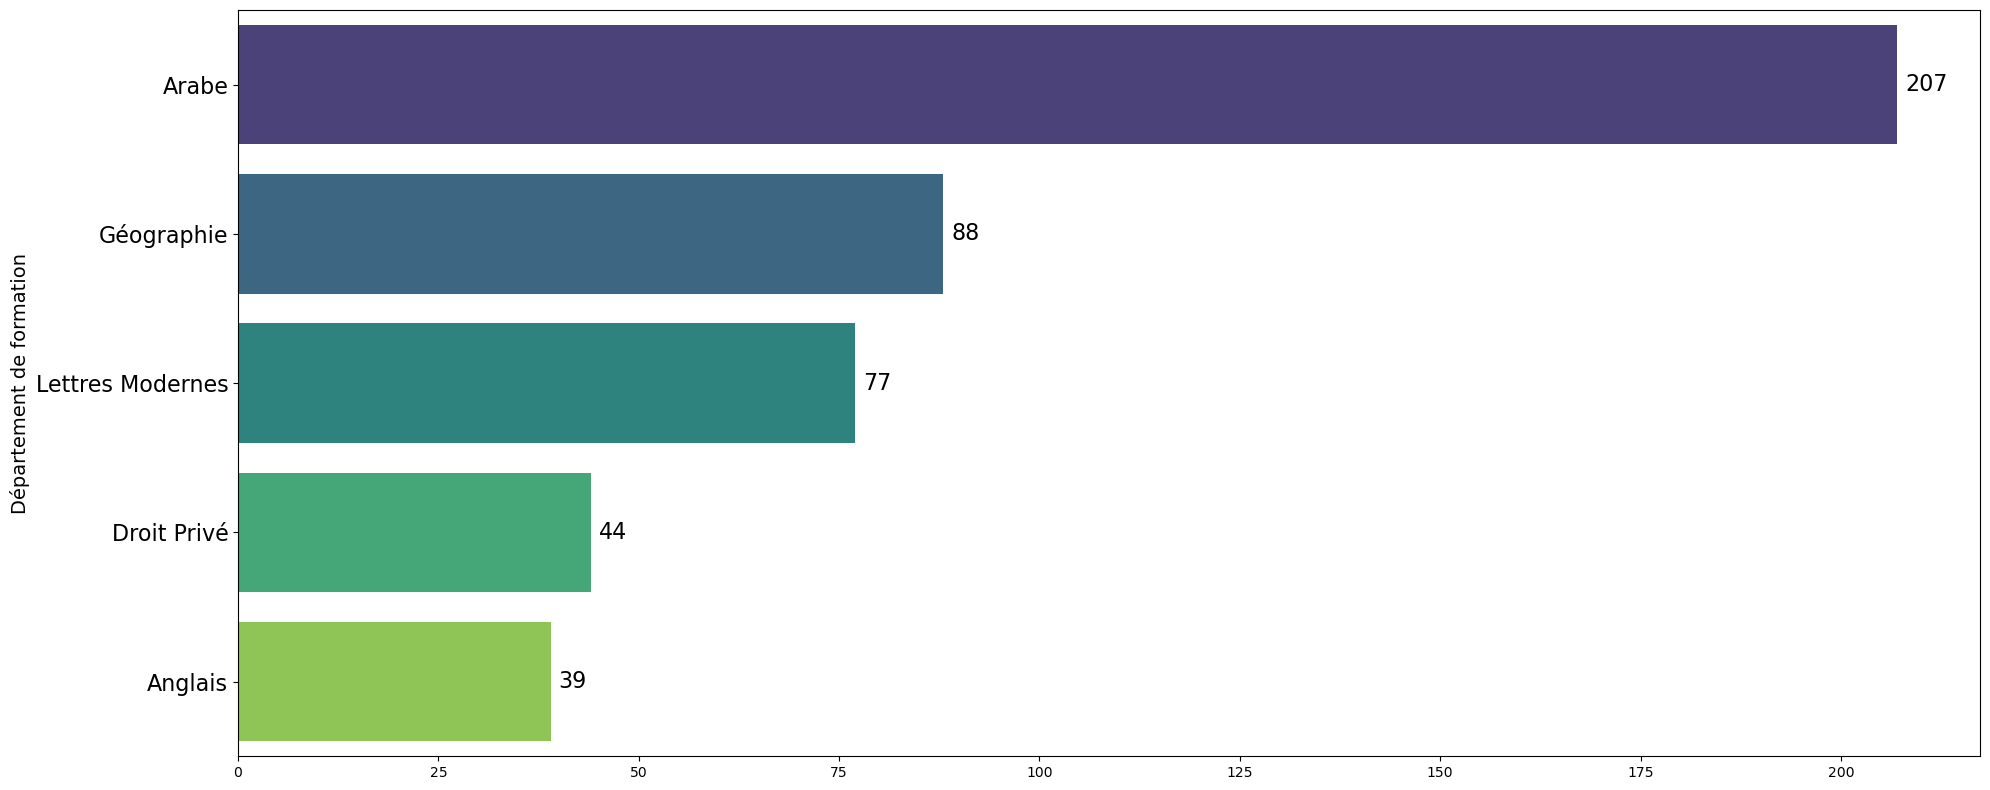 Département de formation
Arabe
207
Géographie
88
Lettres Modernes
77
Droit Privé
44
Anglais
39
0 25 50 75 100 125 150 175 200